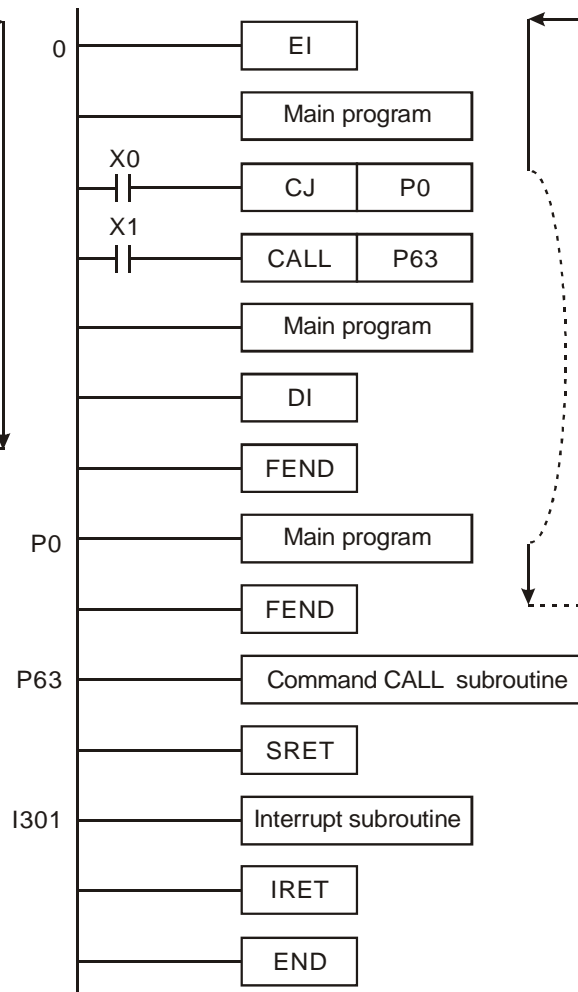 0 EI
Main program
X0 CJ P0
X1 CALL P63
Main program
DI
FEND
P0 Main program
FEND
P63 Command CALL subroutine
SRET
I301 Interrupt subroutine
IRET
END